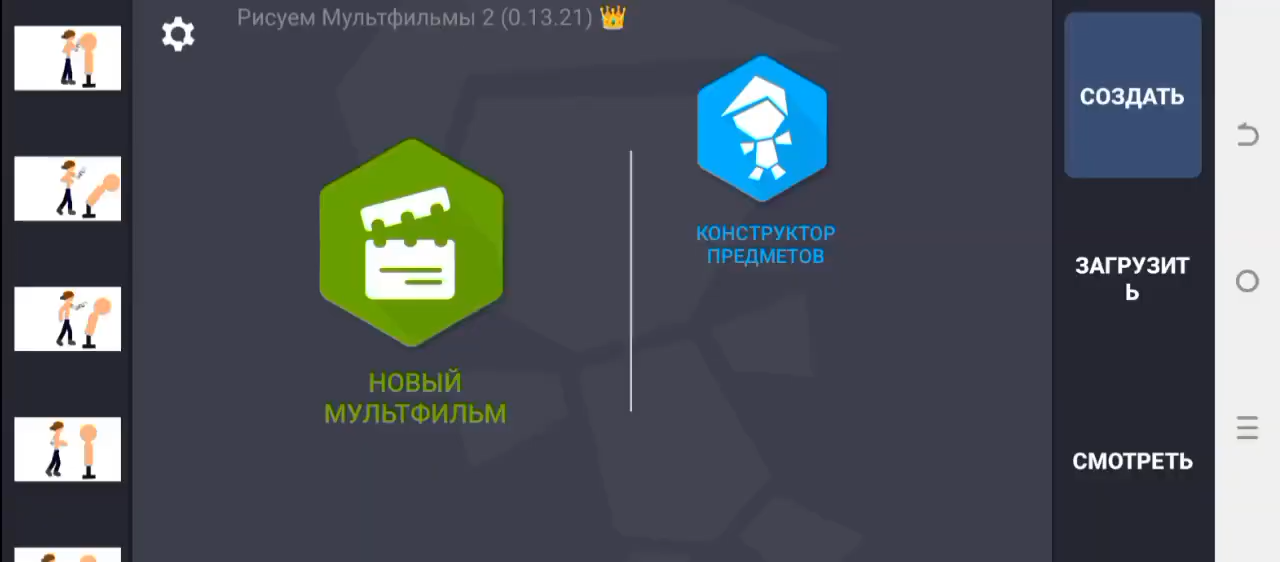 Рисуем Мультфильмы 2 (0.13.21) 👑
НОВЫЙ
МУЛЬТФИЛЬМ
КОНСТРУКТОР
ПРЕДМЕТОВ
СОЗДАТЬ
ЗАГРУЗИТ
Ь
СМОТРЕТЬ